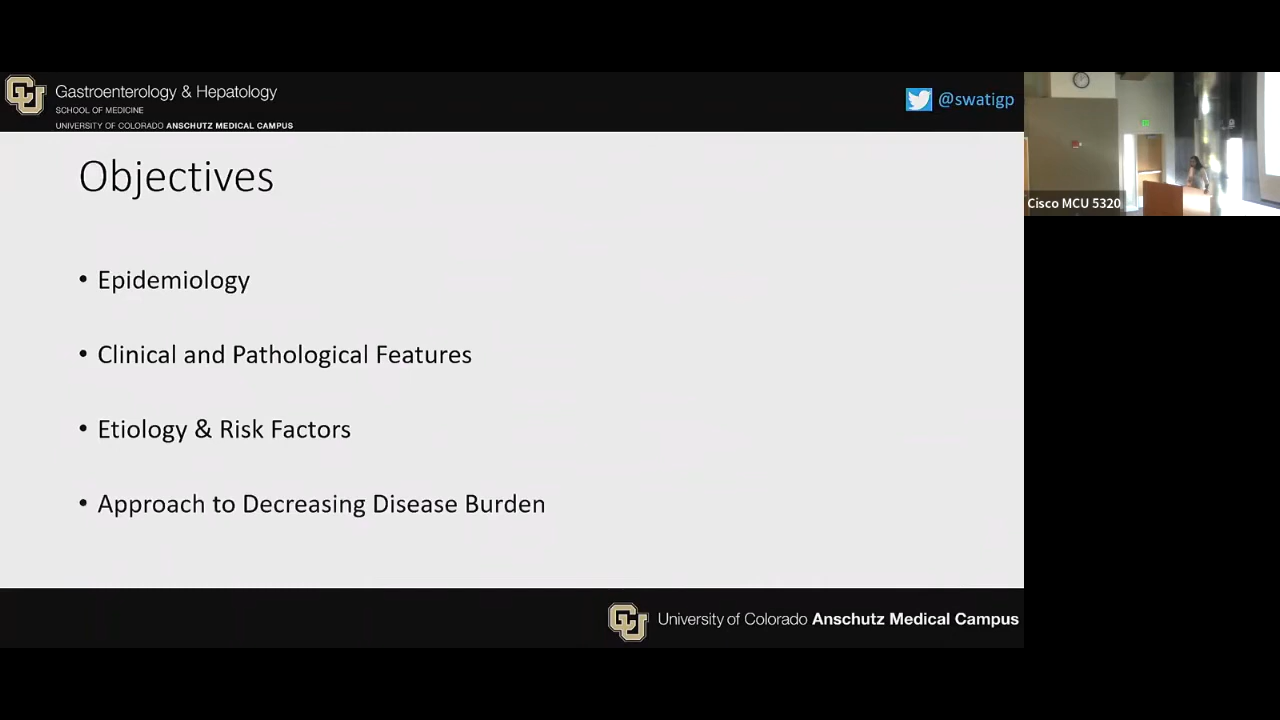 Gastroenterology & Hepatology
SCHOOL OF MEDICINE
UNIVERSITY OF COLORADO ANSCHUTZ MEDICAL CAMPUS
@swatigp
Cisco MCU 5320
Objectives
• Epidemiology
• Clinical and Pathological Features
• Etiology & Risk Factors
• Approach to Decreasing Disease Burden
University of Colorado Anschutz Medical Campus